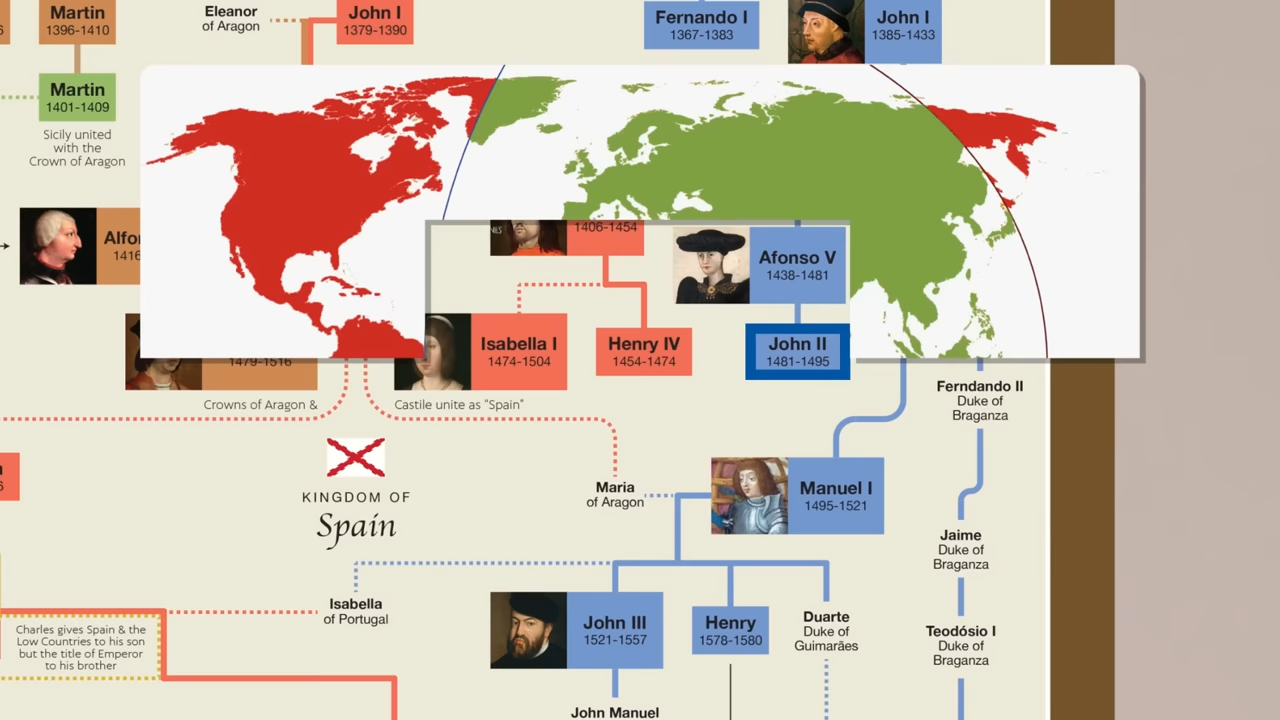 Martin
1396-1410
Eleanor
of Aragon
John I
1379-1390
Fernando I
1367-1383
John I
1385-1433
Martin
1401-1409
Sicily united
with the
Crown of Aragon
1406-1454
Afonso V
1438-1481
Isabella I
1474-1504
Henry IV
1454-1474
John II
1481-1495
1479-1516
Crowns of Aragon &
Castile unite as "Spain"
Ferndando II
Duke of
Braganza
KINGDOM OF
Spain
Maria
of Aragon
Manuel I
1495-1521
Jaime
Duke of
Braganza
Isabella
of Portugal
John III
1521-1557
Henry
1578-1580
Duarte
Duke of
Guimarães
Teodósio I
Duke of
Braganza
Charles gives Spain & the
Low Countries to his son
but the title of Emperor
to his brother
John Manuel